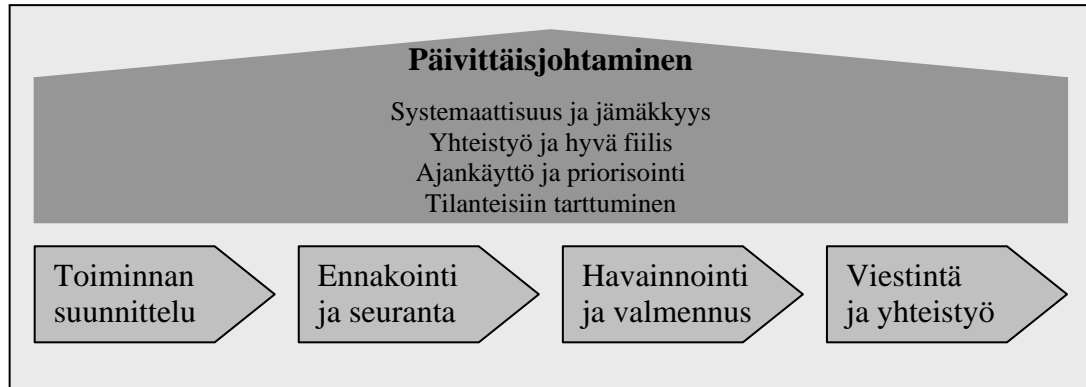 Päivittäisjohtaminen
Systemaattisuus ja jämäkkyys
Yhteistyö ja hyvä fiilis
Ajankäyttö ja priorisointi
Tilanteisiin tarttuminen
Toiminnan
suunnittelu
Ennakointi
ja seuranta
Havainnointi
ja valmennus
Viestintä
ja yhteistyö